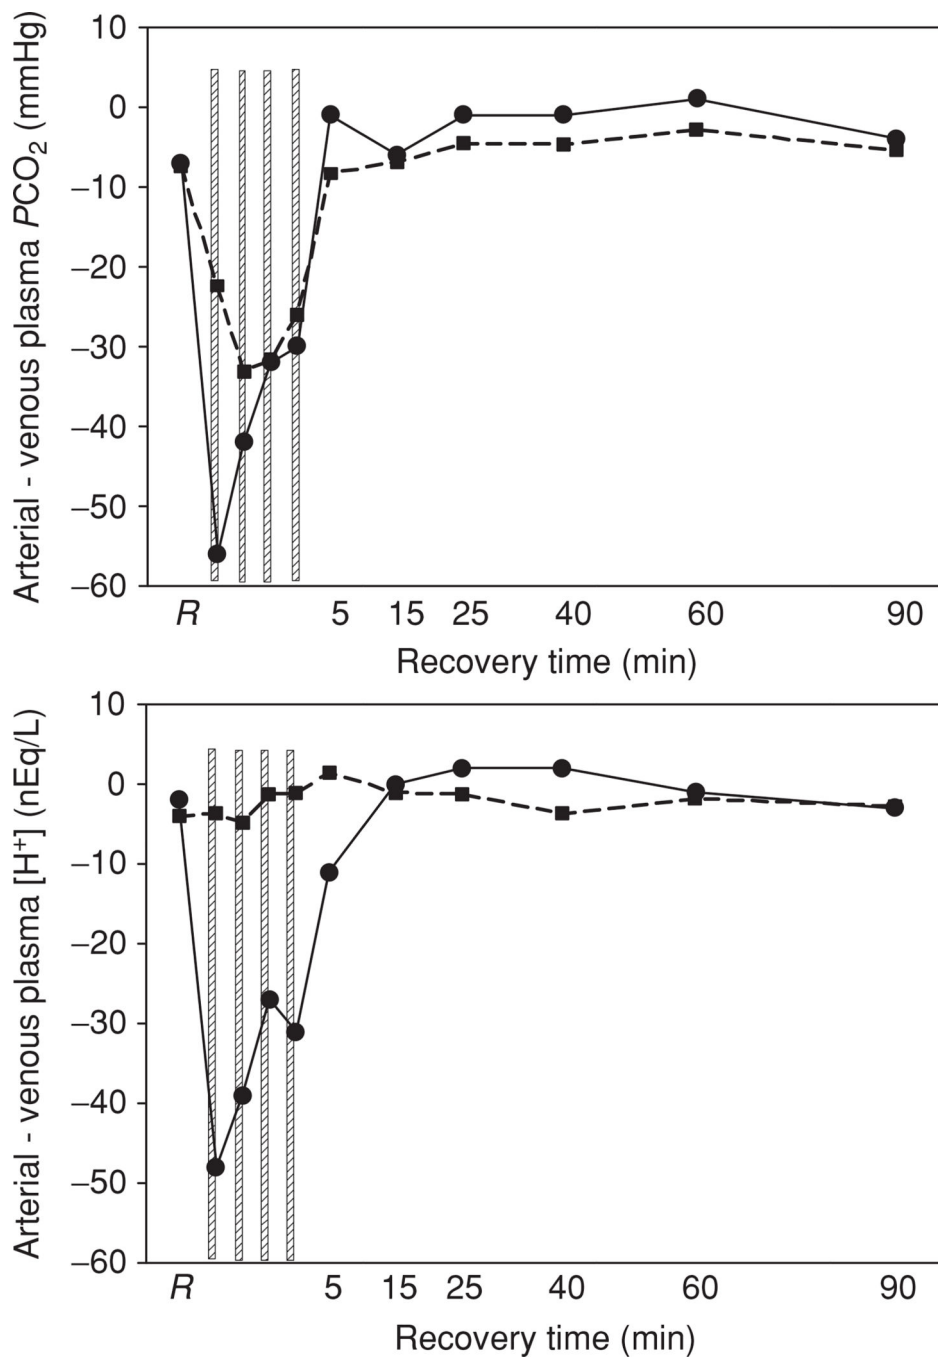 Arterial - venous plasma PCO₂ (mmHg)
10
0
−10
−20
−30
−40
−50
−60
R 5 15 25 40 60 90
Recovery time (min)
Arterial - venous plasma [H⁺] (nEq/L)
10
0
−10
−20
−30
−40
−50
−60
R 5 15 25 40 60 90
Recovery time (min)